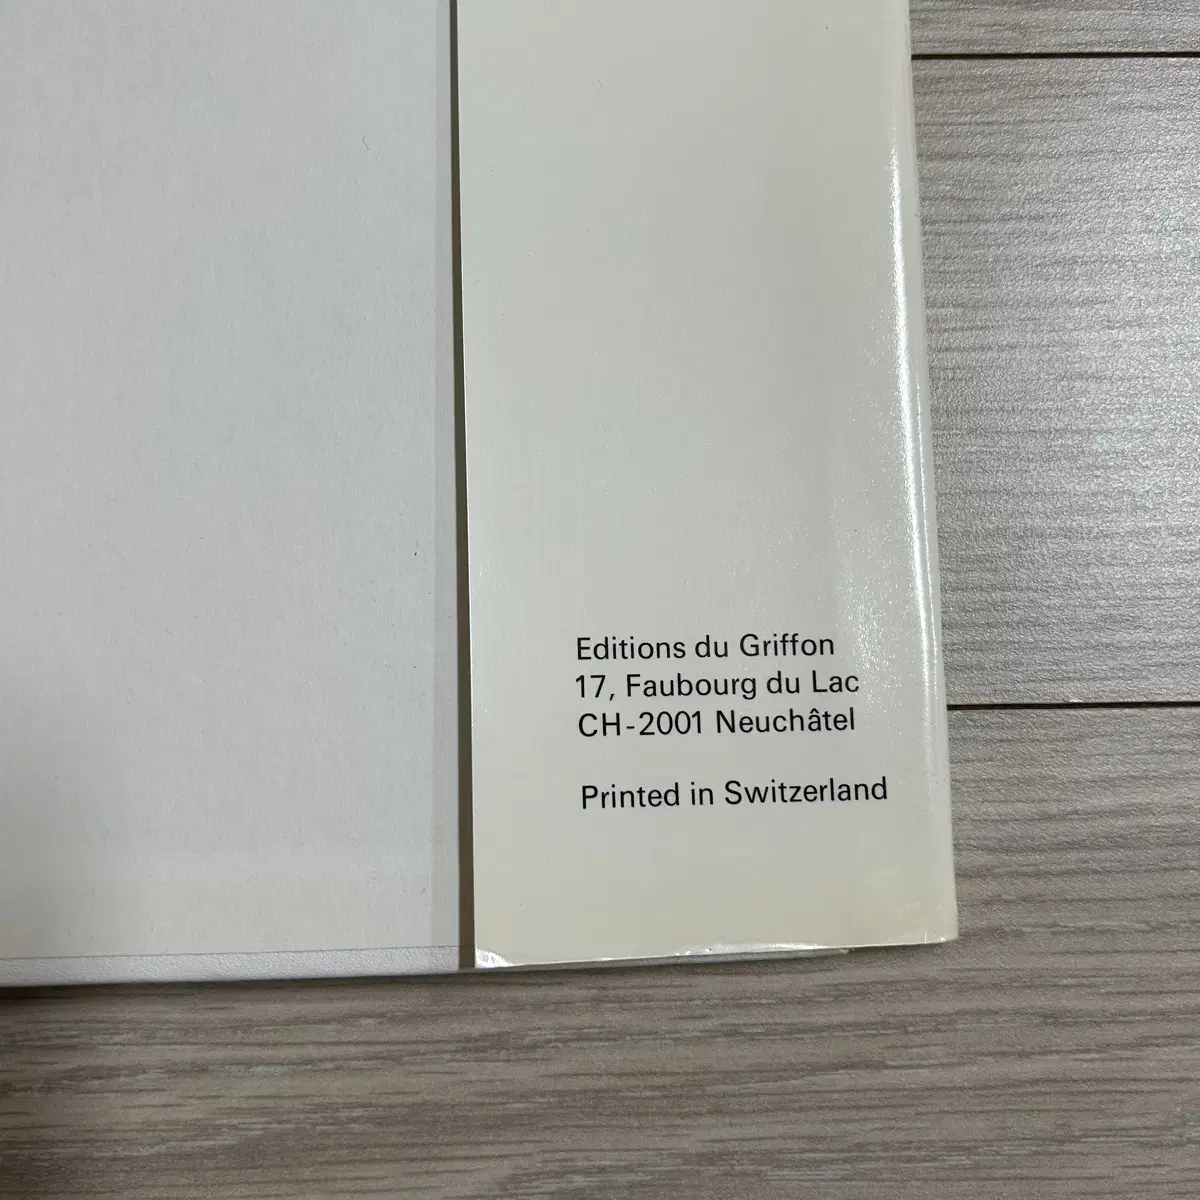 Editions du Griffon
17, Faubourg du Lac
CH-2001 Neuchâtel
Printed in Switzerland